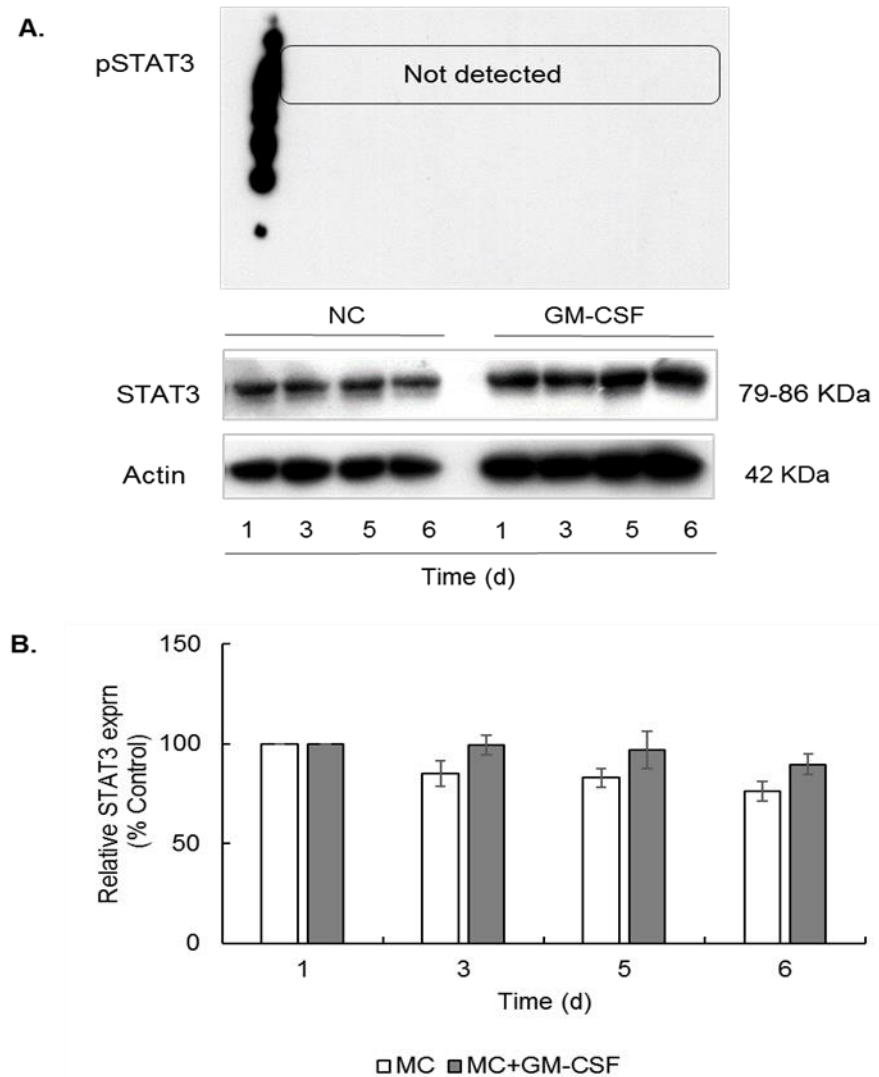 A.
pSTAT3
Not detected
NC GM-CSF
STAT3 79-86 KDa
Actin 42 KDa
1 3 5 6 1 3 5 6
Time (d)
B.
Relative STAT3 exprn
(% Control)
150
100
50
0
1 3 5 6
Time (d)
MC MC+GM-CSF